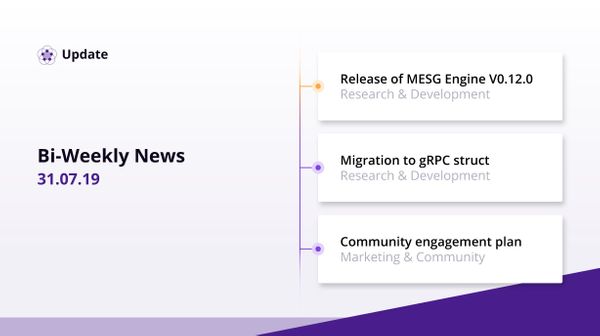 Update
Bi-Weekly News
31.07.19
Release of MESG Engine V0.12.0
Research & Development
Migration to gRPC struct
Research & Development
Community engagement plan
Marketing & Community